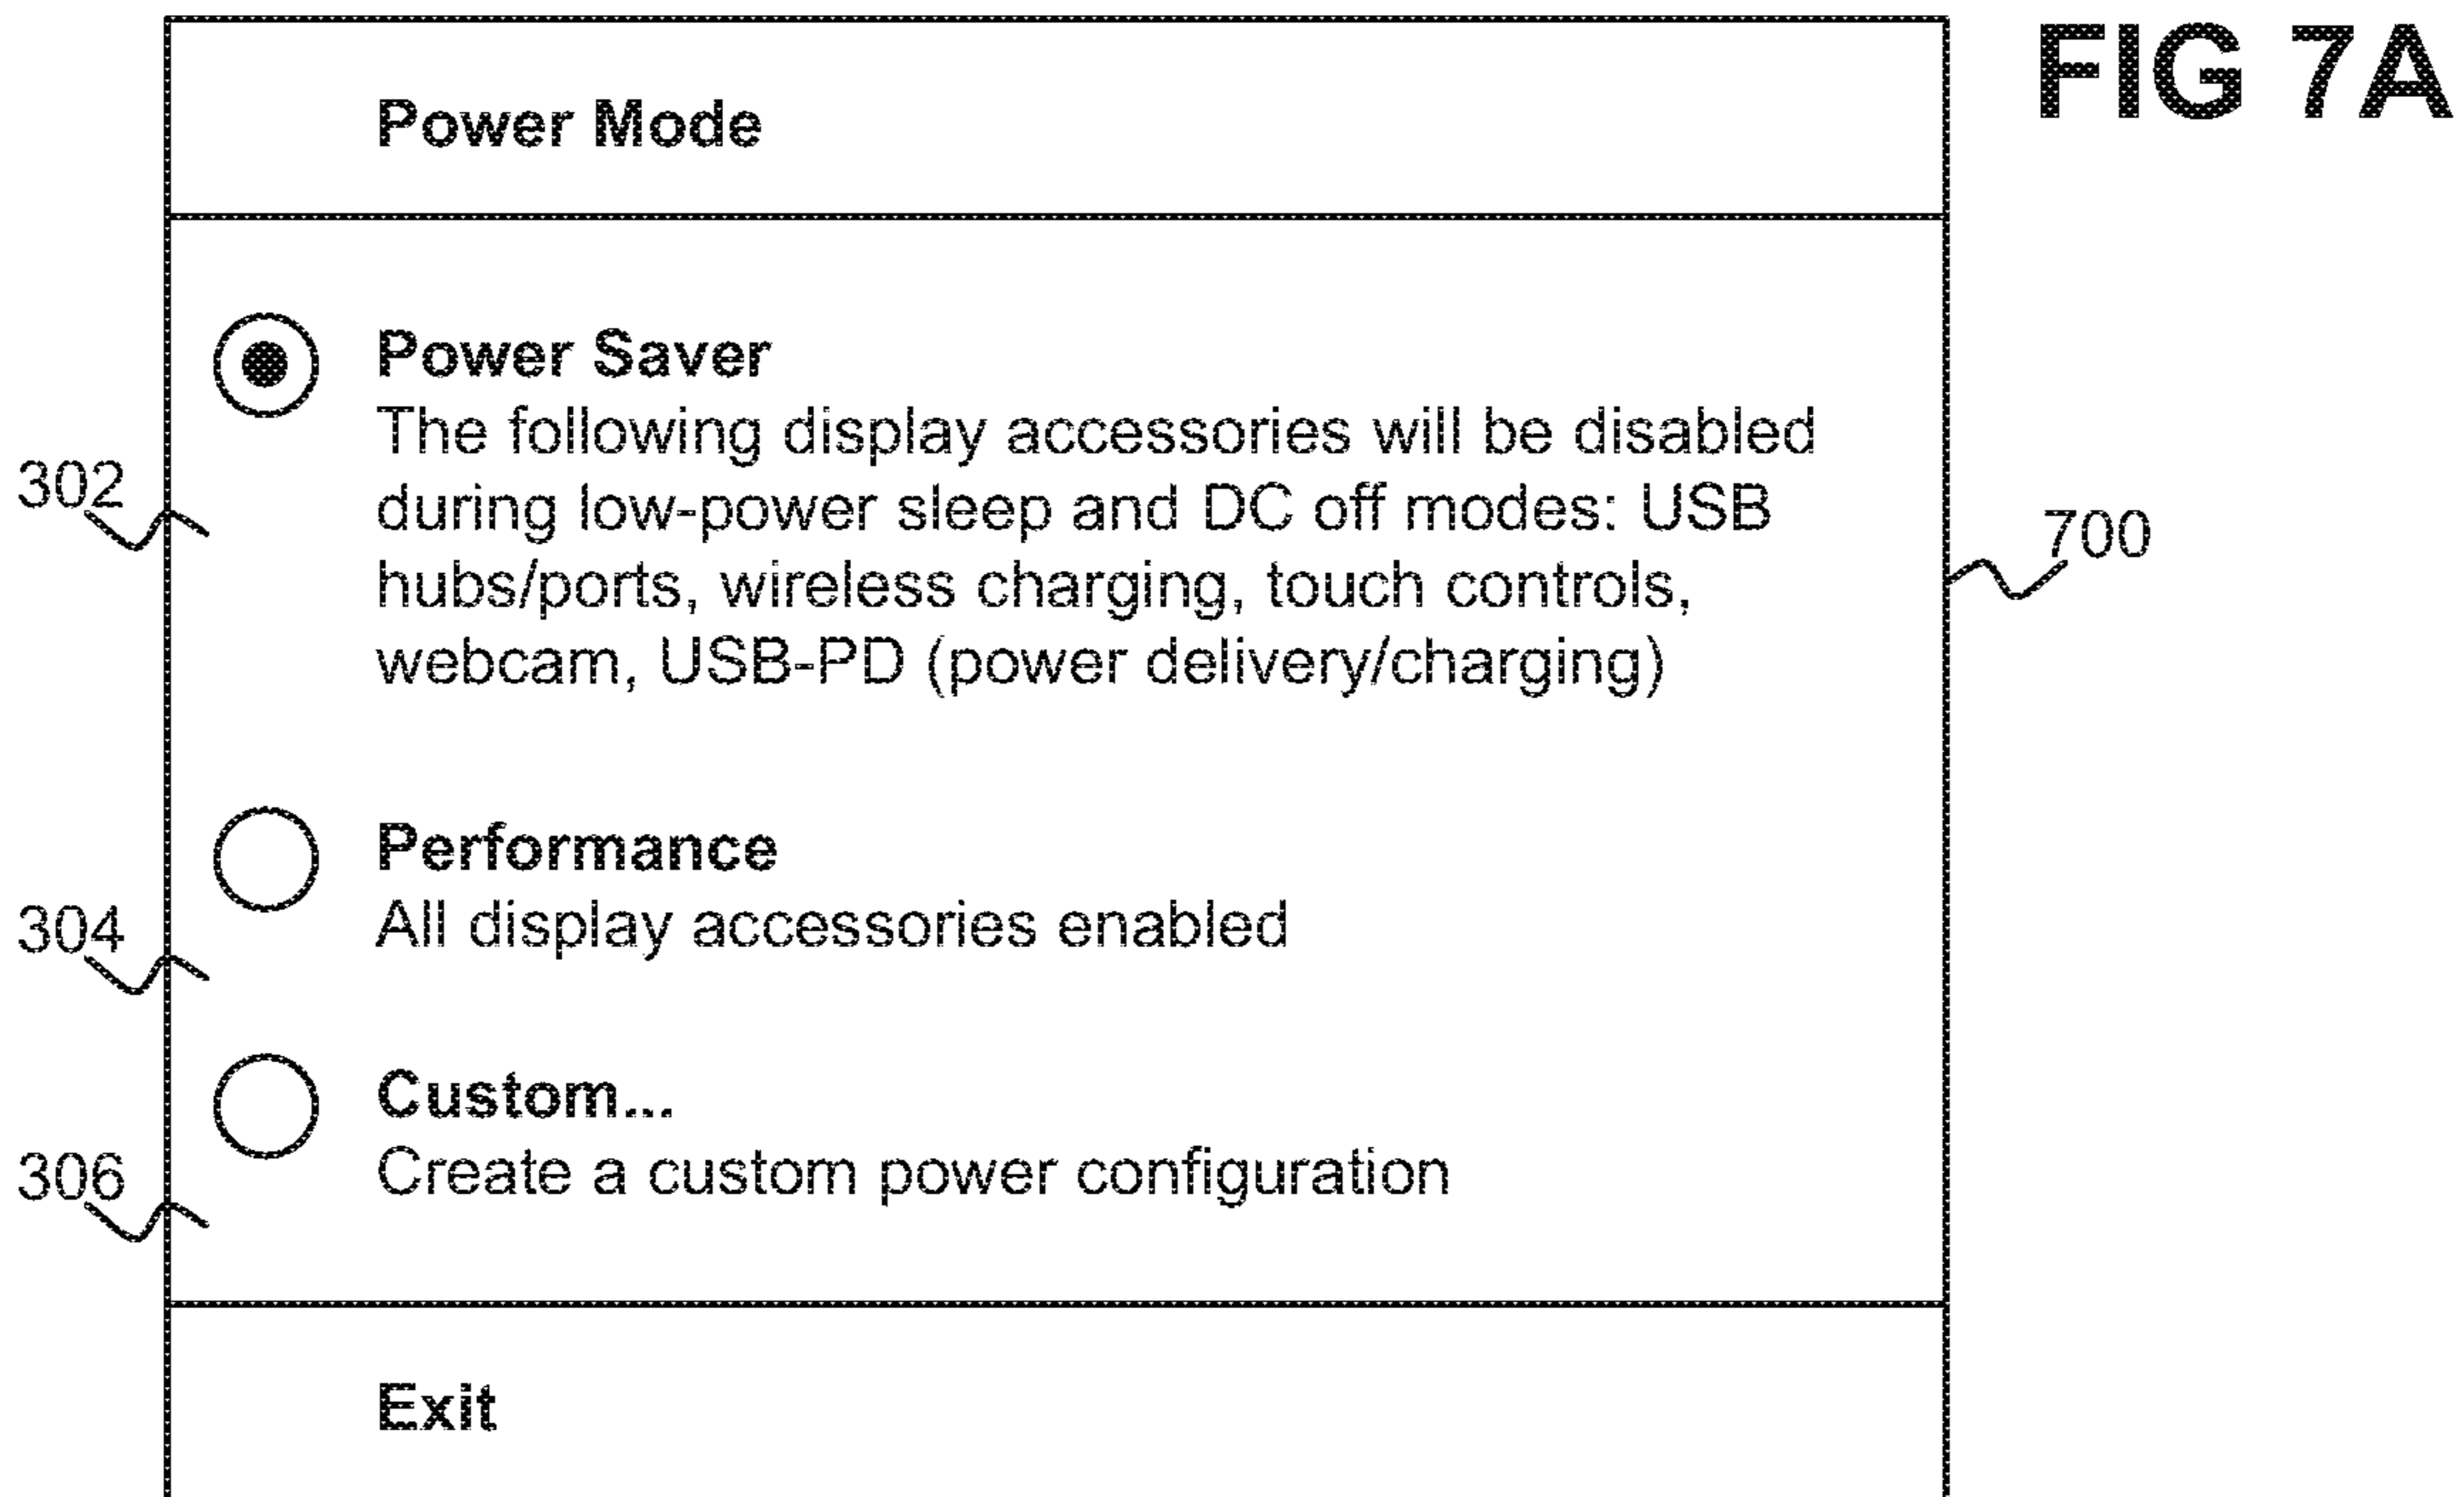 FIG 7A
Power Mode
Power Saver
The following display accessories will be disabled
during low-power sleep and DC off modes: USB
hubs/ports, wireless charging, touch controls,
webcam, USB-PD (power delivery/charging)
302
700
Performance
All display accessories enabled
304
Custom...
Create a custom power configuration
306
Exit